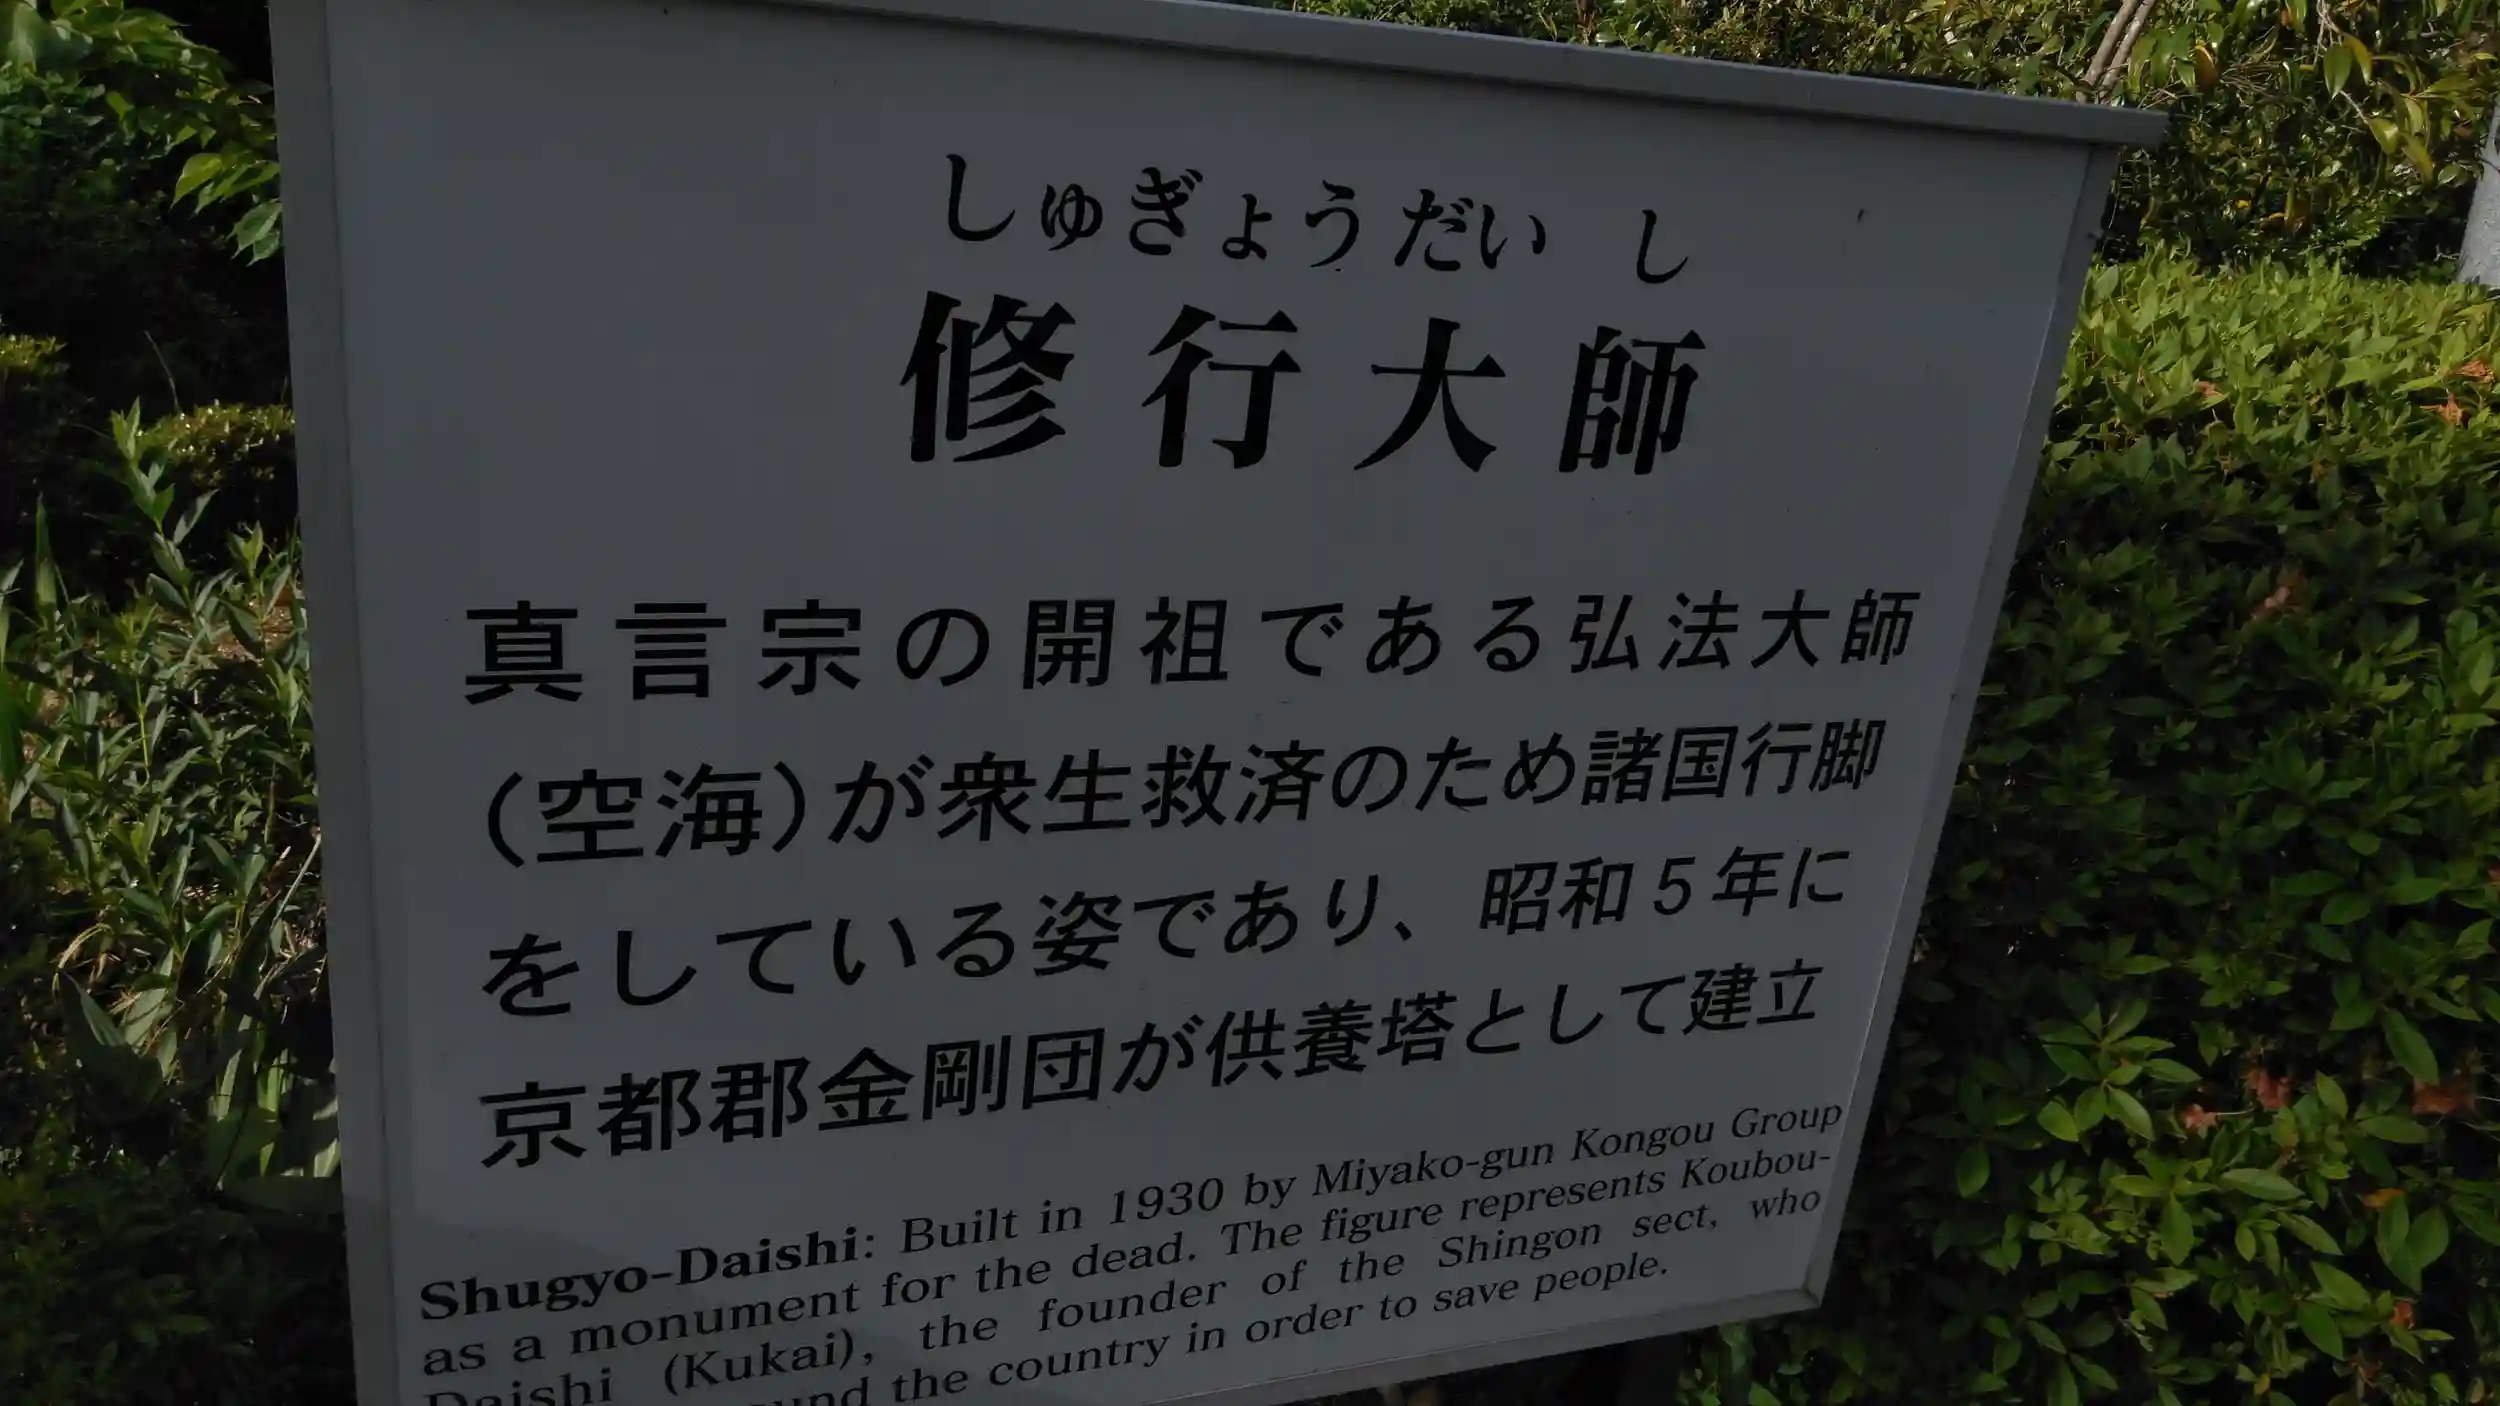 しゅぎょうだいし
修行大師
真言宗の開祖である弘法大師
(空海)が衆生救済のため諸国行脚
をしている姿であり、昭和5年に
京都郡金剛団が供養塔として建立
Shugyo-Daishi: Built in 1930 by Miyako-gun Kongou Group
as a monument for the dead. The figure represents Koubou-
Daishi (Kukai), the founder of the Shingon sect, who
the country in order to save people.